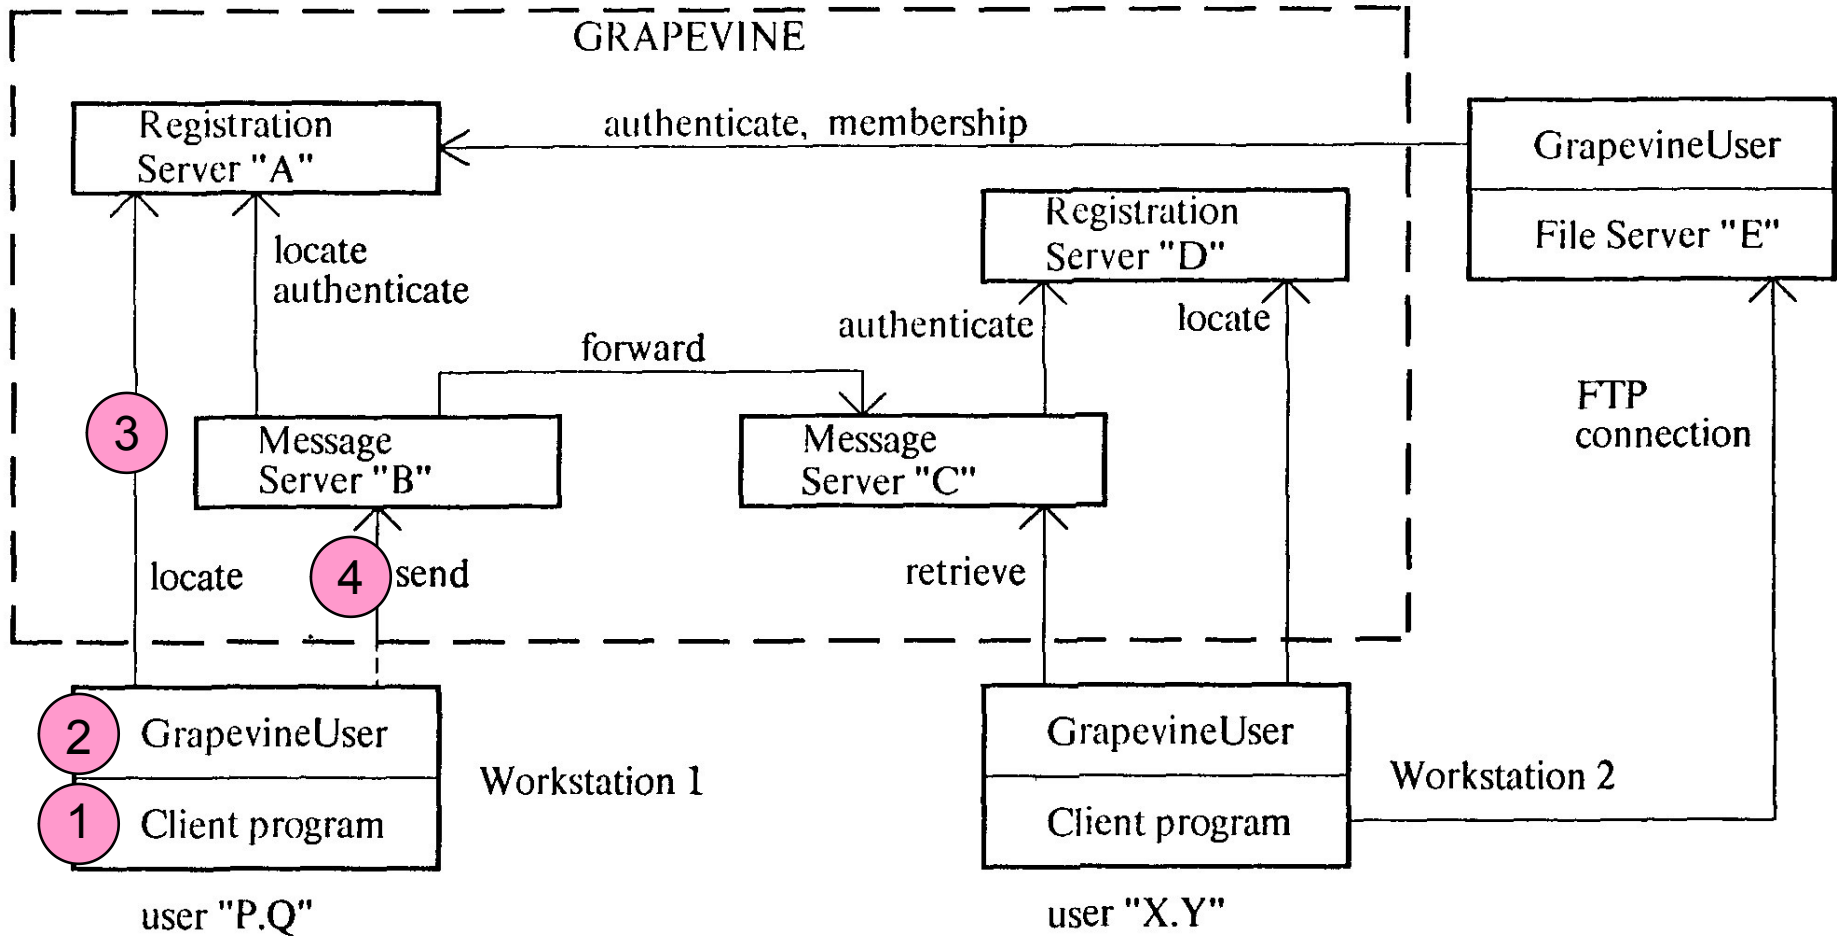 GRAPEVINE
Registration
Server "A"
authenticate, membership
GrapevineUser
File Server "E"
Registration
Server "D"
locate
authenticate
forward
authenticate
locate
FTP
connection
3
Message
Server "B"
Message
Server "C"
locate
4
send
retrieve
2
GrapevineUser
1
Client program
Workstation 1
GrapevineUser
Client program
Workstation 2
user "P.Q"
user "X.Y"